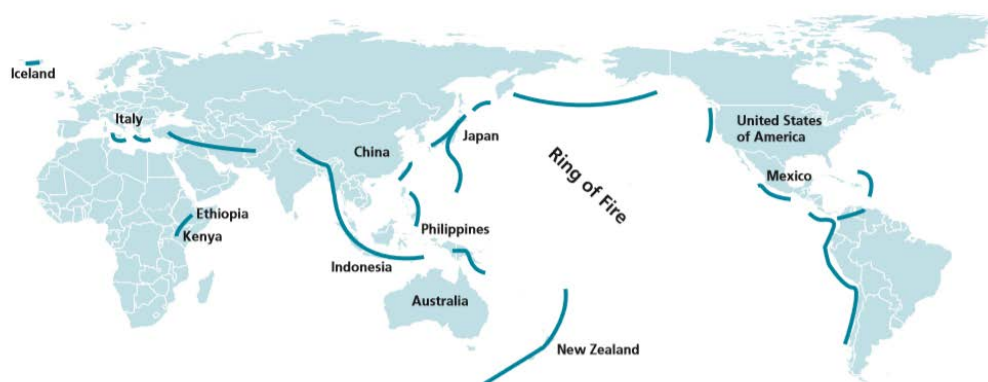 Iceland
Italy
China
Japan
United States
of America
Mexico
Ring of Fire
Ethiopia
Kenya
Philippines
Indonesia
Australia
New Zealand